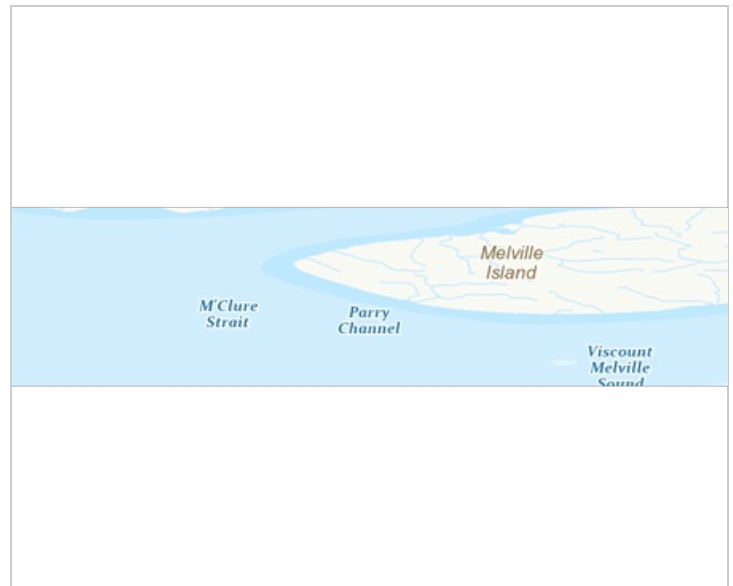 Melville
Island
M'Clure
Strait
Parry
Channel
Viscount
Melville
Sound